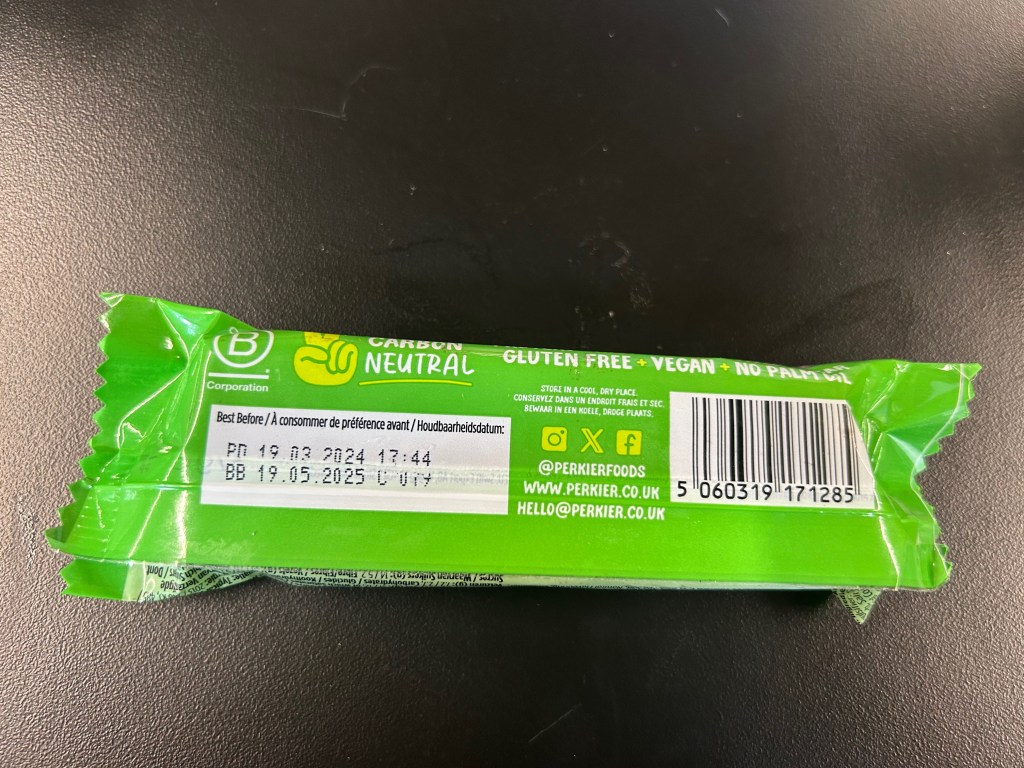 B
Corporation
CARBON
NEUTRAL
GLUTEN FREE + VEGAN + NO PALM OIL
STORE IN A COOL, DRY PLACE.
CONSERVEZ DANS UN ENDROIT FRAIS ET SEC.
BEWAAR IN EEN KOELE, DROGE PLAATS.
Best Before / À consommer de préférence avant / Houdbaarheidsdatum:
PD 19 03 2024 17:44
BB 19.05.2025 C
@PERKIERFOODS
WWW.PERKIER.CO.UK
HELLO@PERKIER.CO.UK
5 060319 171285